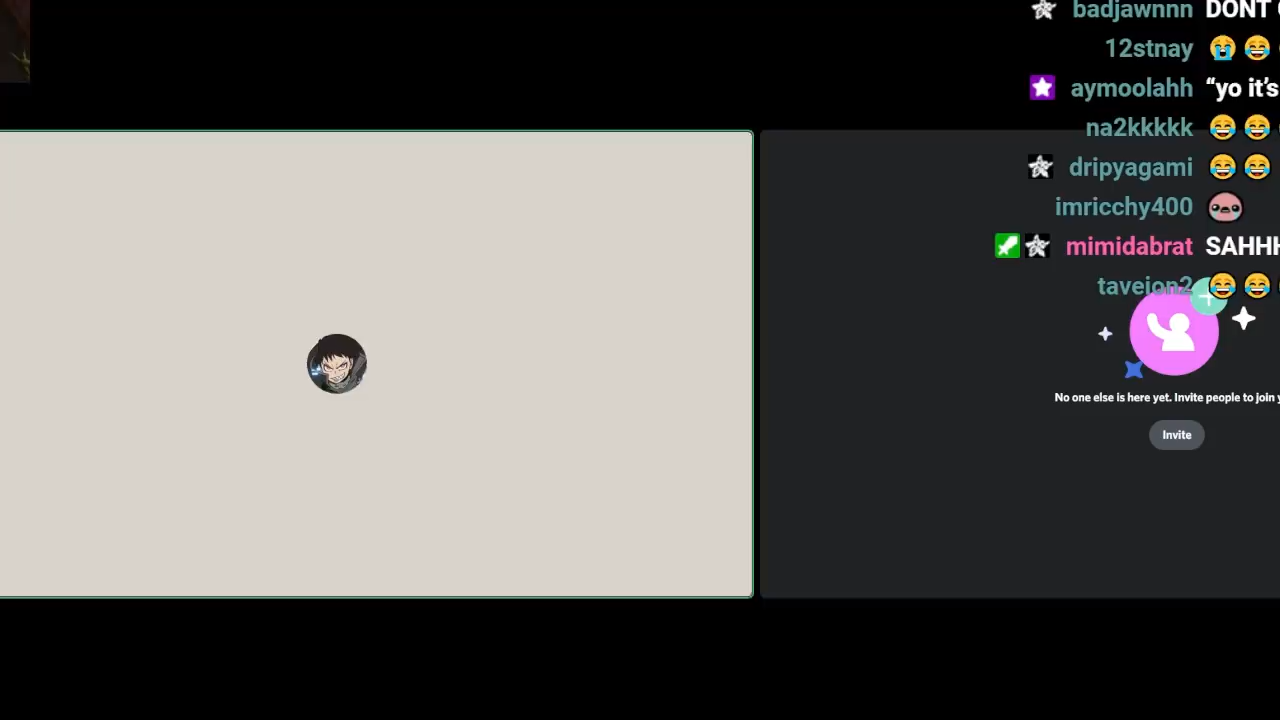 badjawnnn DONT
12stnay 😭😂
aymoolahh “yo it's
na2kkkkk 😂😂
dripyagami 😂😂
imricchy400
mimidabrat SAHHH
taveion2 😂😂
No one else is here yet. Invite people to join
Invite